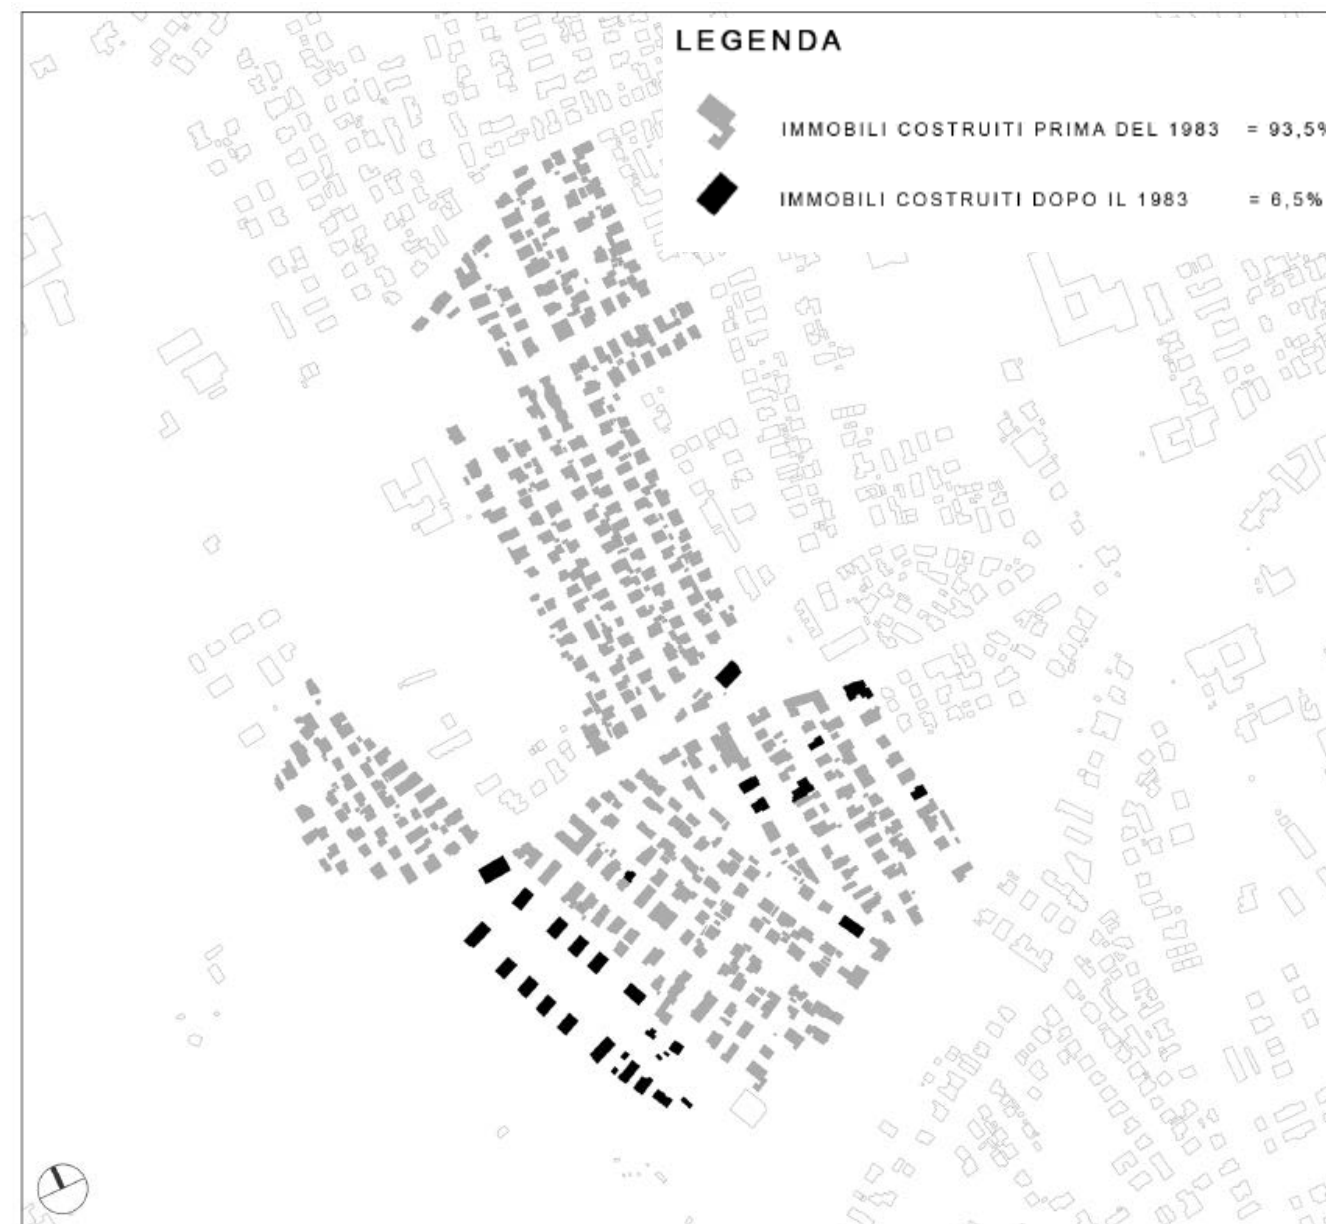 LEGENDA
IMMOBILI COSTRUITI PRIMA DEL 1983 = 93,5%
IMMOBILI COSTRUITI DOPO IL 1983 = 6,5%